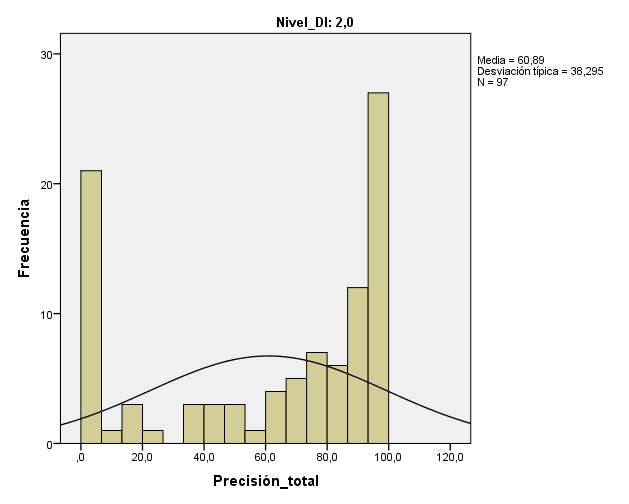 Nivel_DI: 2,0
Media = 60,89
Desviación típica = 38,295
N = 97
Frecuencia
30
20
10
0
,0 20,0 40,0 60,0 80,0 100,0 120,0
Precisión_total